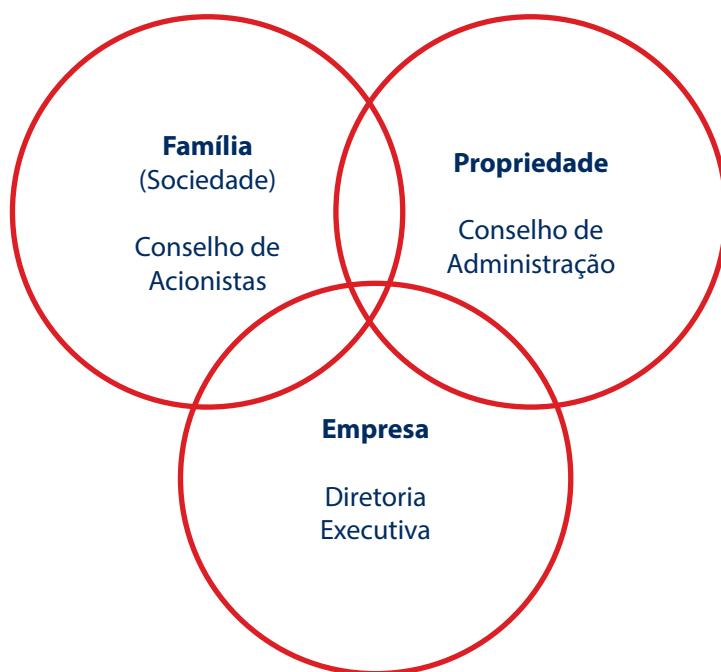 Família
(Sociedade)
Conselho de
Acionistas
Propriedade
Conselho de
Administração
Empresa
Diretoria
Executiva